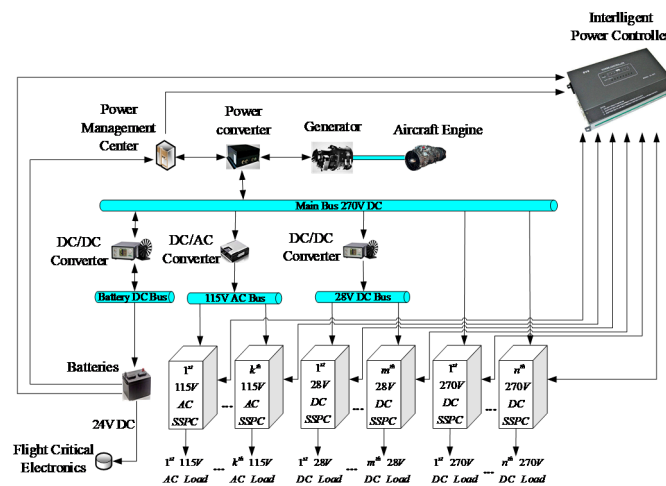 Interlligent
Power Controller
Power
Management
Center
Power
converter
Generator
Aircraft Engine
Main Bus 270V DC
DC/DC
Converter
DC/AC
Converter
DC/DC
Converter
Battery DC Bus
115V AC Bus
28V DC Bus
Batteries
24V DC
Flight Critical
Electronics
1st
115V
AC
SSPC
kth
115V
AC
SSPC
1st
28V
DC
SSPC
mth
28V
DC
SSPC
1st
270V
DC
SSPC
nth
270V
DC
SSPC
1st 115V
AC Load
kth 115V
AC Load
1st 28V
DC Load
mth 28V
DC Load
1st 270V
DC Load
nth 270V
DC Load